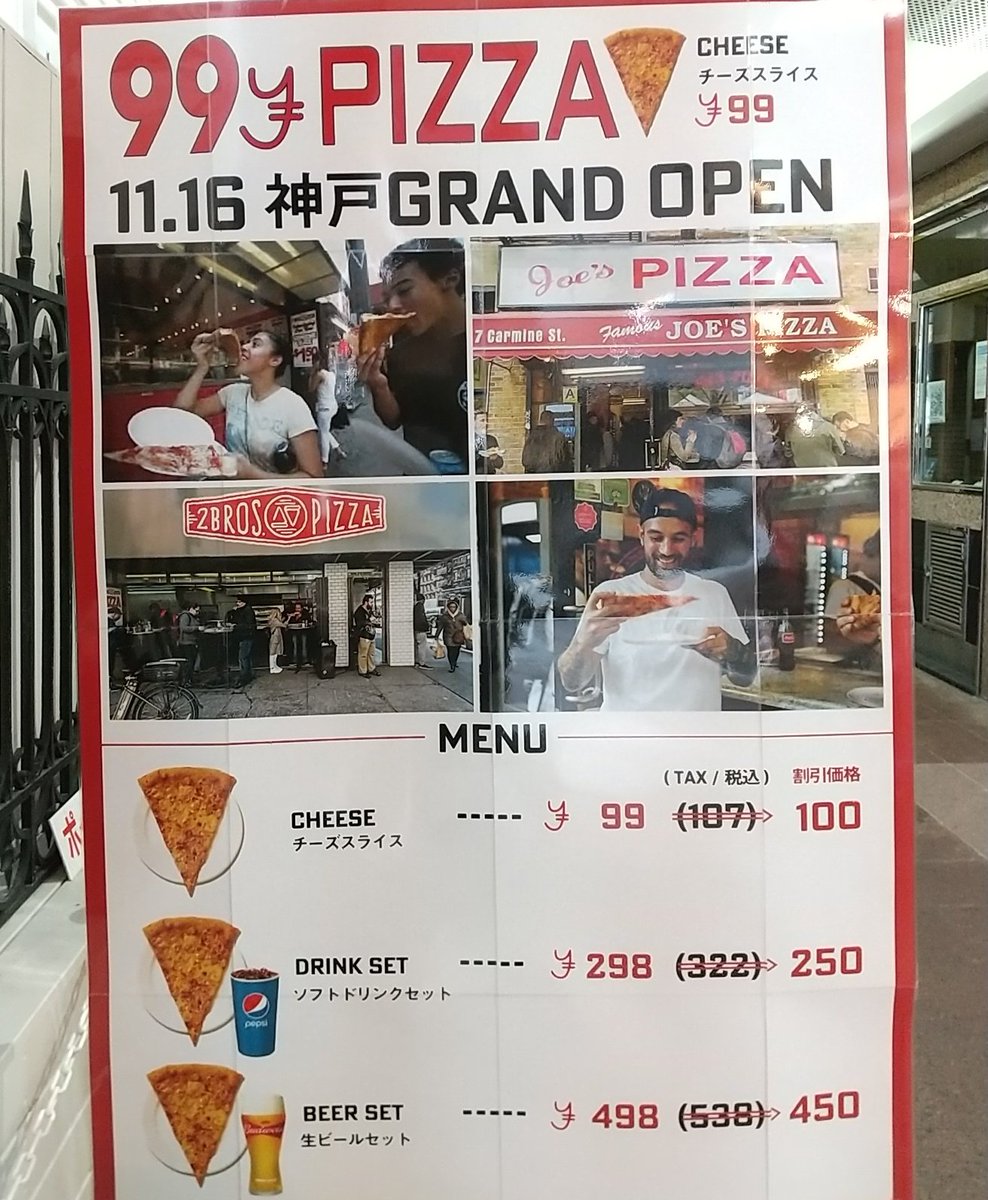 99¥ PIZZA
CHEESE
チーズスライス
¥99
11.16 神戸GRAND OPEN
Joe's PIZZA
7 Carmine St. Famous JOE'S PIZZA
A
$1.50
2BROS. PIZZA
MENU
(TAX / 税込) 割引価格
CHEESE ----- ¥ 99 (107) 100
チーズスライス
DRINK SET ----- ¥ 298 (322) 250
ソフトドリンクセット
pepsi
BEER SET ----- ¥ 498 (538) 450
生ビールセット
Budweiser
ポ